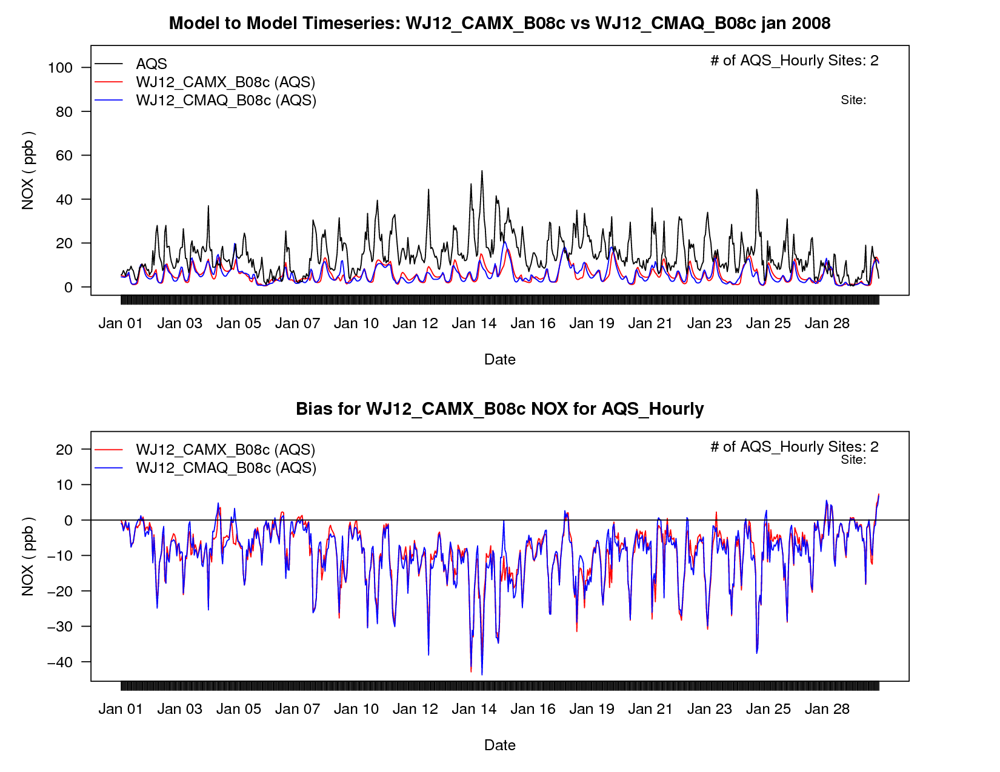 Model to Model Timeseries: WJ12_CAMX_B08c vs WJ12_CMAQ_B08c jan 2008
AQS
WJ12_CAMX_B08c (AQS)
WJ12_CMAQ_B08c (AQS)
# of AQS_Hourly Sites: 2
Site:
NOX ( ppb )
100
80
60
40
20
0
Jan 01 Jan 03 Jan 05 Jan 07 Jan 10 Jan 12 Jan 14 Jan 16 Jan 19 Jan 21 Jan 23 Jan 25 Jan 28
Date
Bias for WJ12_CAMX_B08c NOX for AQS_Hourly
WJ12_CAMX_B08c (AQS)
WJ12_CMAQ_B08c (AQS)
# of AQS_Hourly Sites: 2
Site:
NOX ( ppb )
20
10
0
−10
−20
−30
−40
Jan 01 Jan 03 Jan 05 Jan 07 Jan 10 Jan 12 Jan 14 Jan 16 Jan 19 Jan 21 Jan 23 Jan 25 Jan 28
Date